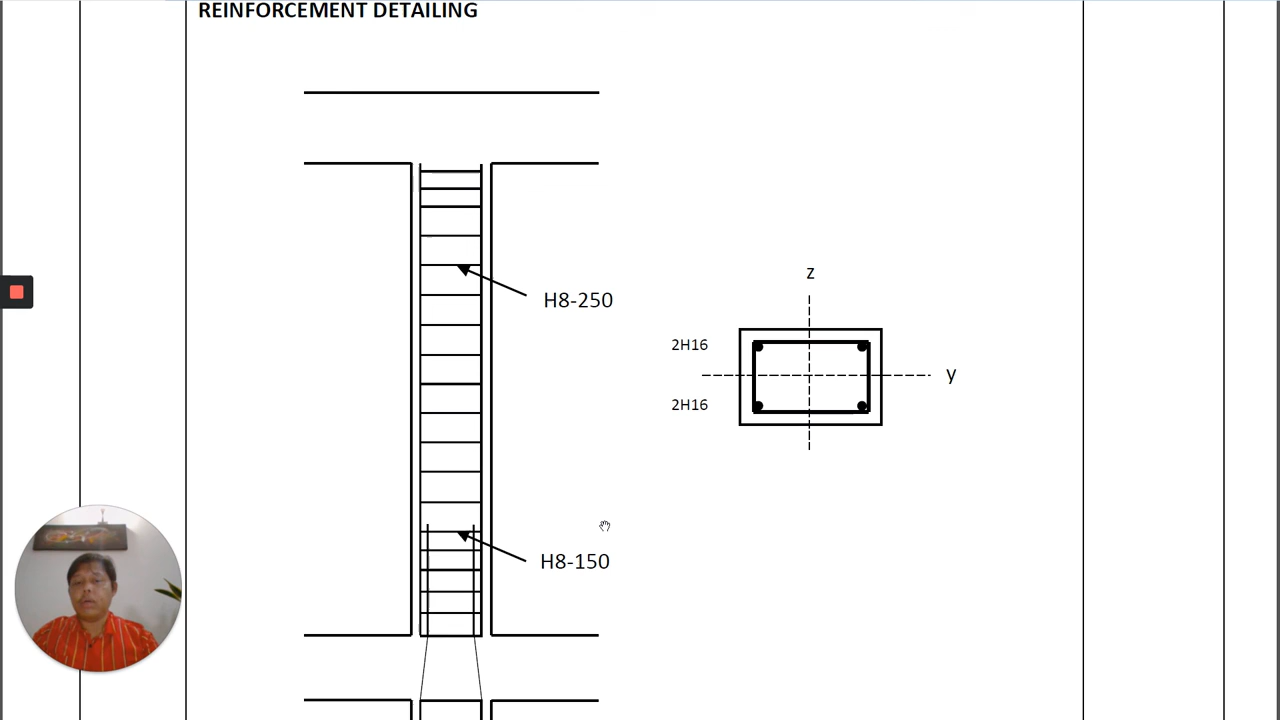 REINFORCEMENT DETAILING
H8-250
z
2H16
y
2H16
H8-150